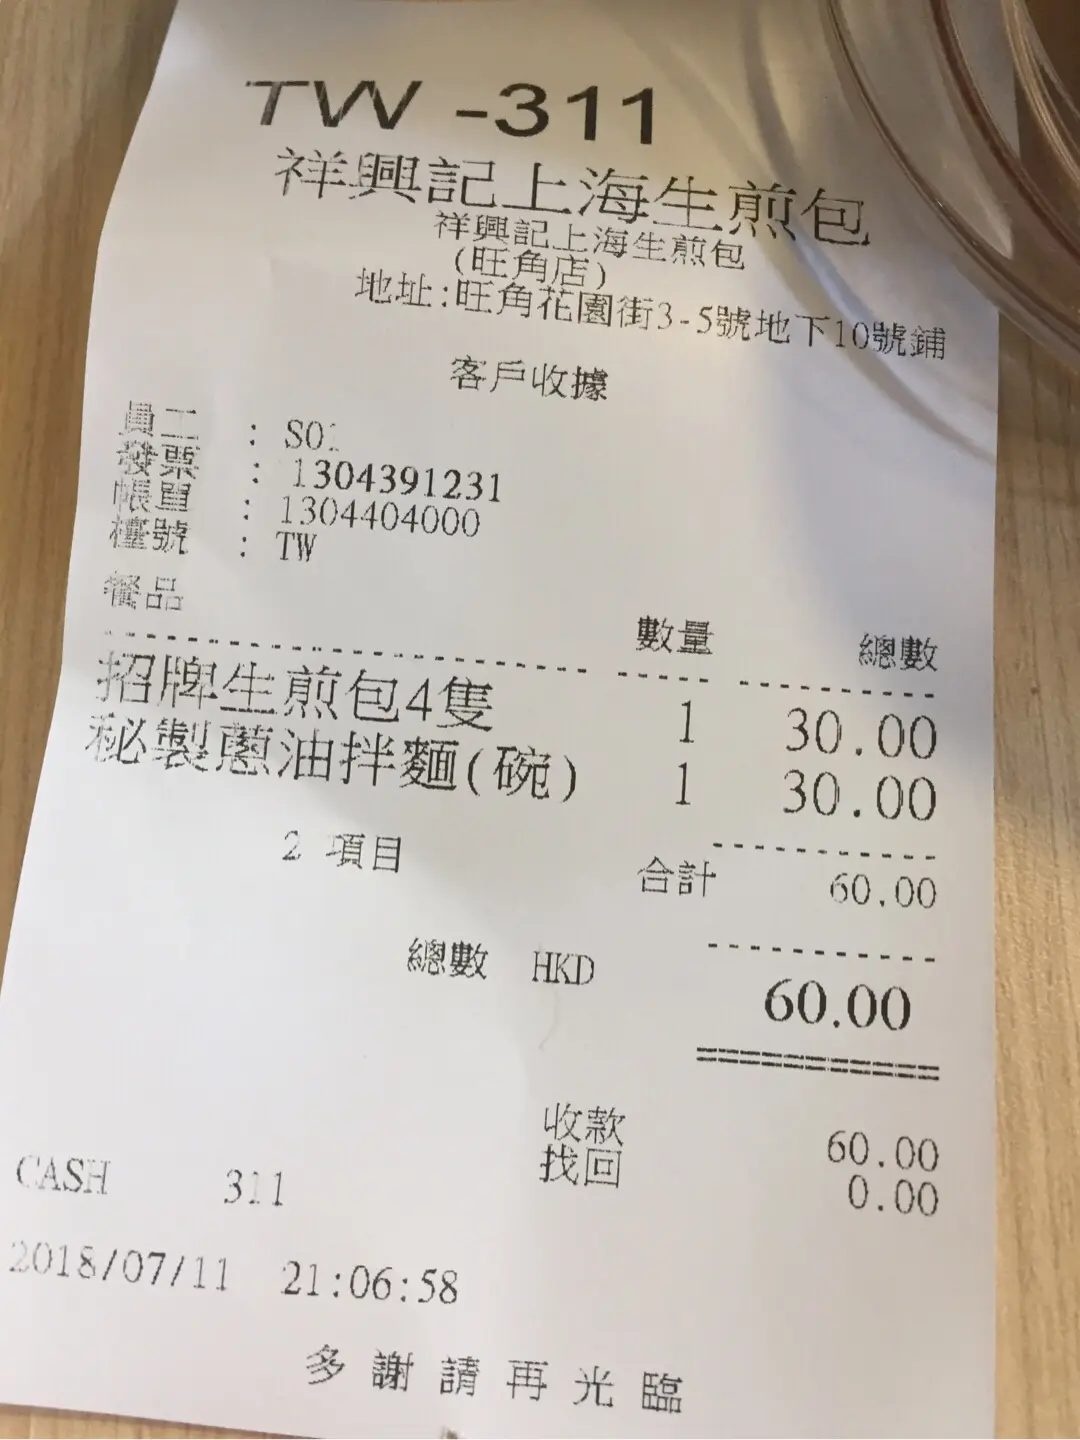 TW -311
祥興記上海生煎包
祥興記上海生煎包
(旺角店)
地址:旺角花園街3-5號地下10號鋪
客戶收據
員工 : S01
發票 : 1304391231
帳單 : 1304404000
櫃號 : TW
餐品 數量 總數
招牌生煎包4隻 1 30.00
秘製蔥油拌麵(碗) 1 30.00
2 項目 合計 60.00
總數 HKD 60.00
收款 60.00
找回 0.00
CASH 311
2018/07/11 21:06:58
多謝請再光臨